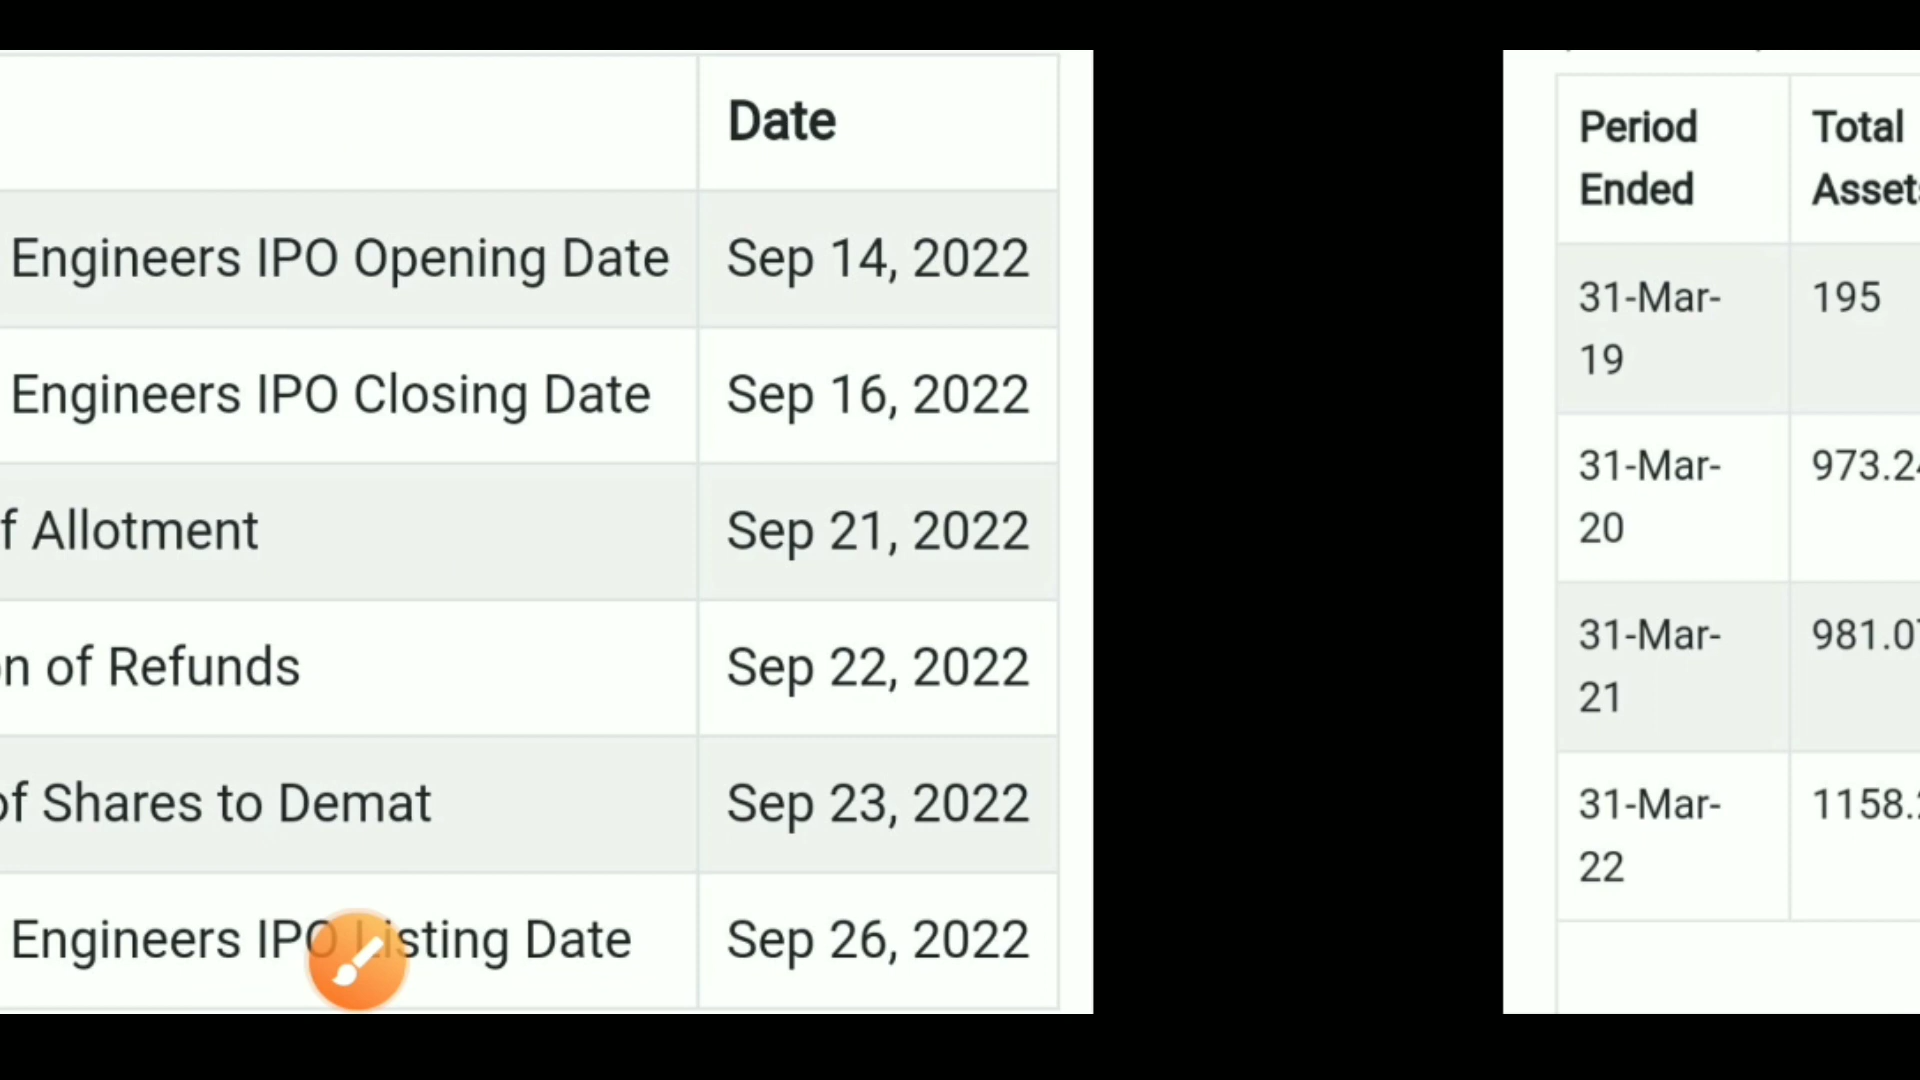 Date
Engineers IPO Opening Date Sep 14, 2022
Engineers IPO Closing Date Sep 16, 2022
f Allotment Sep 21, 2022
n of Refunds Sep 22, 2022
of Shares to Demat Sep 23, 2022
Engineers IPO Listing Date Sep 26, 2022
Period Total
Ended Assets
31-Mar- 195
19
31-Mar- 973.24
20
31-Mar- 981.0
21
31-Mar- 1158.
22